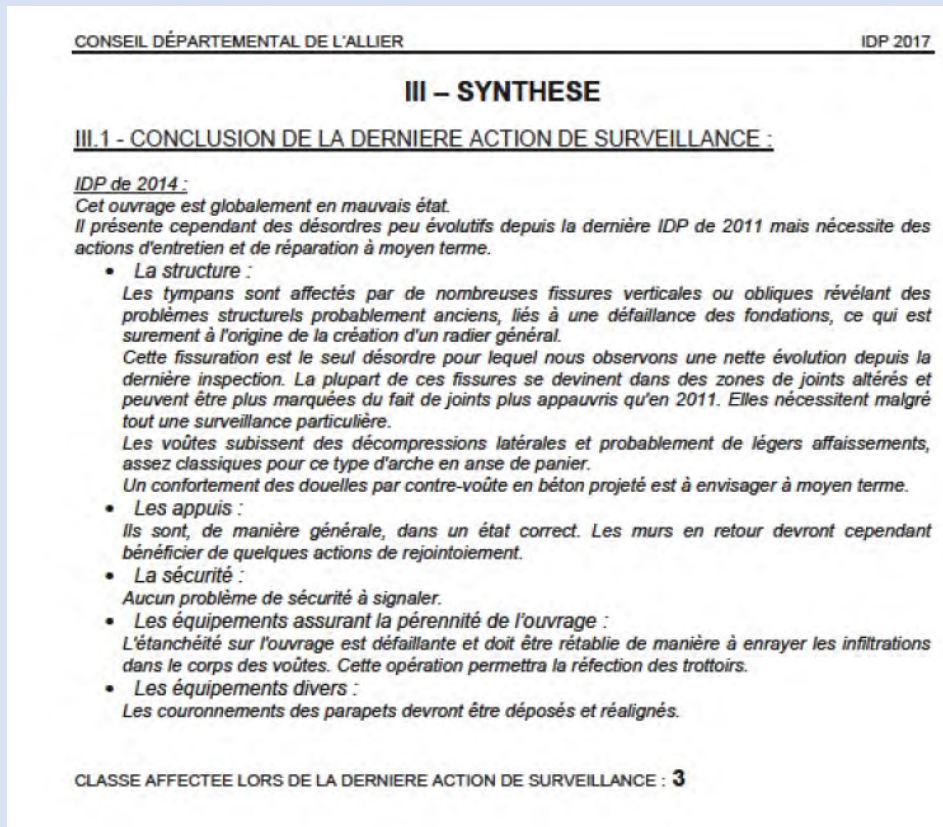 CONSEIL DÉPARTEMENTAL DE L'ALLIER IDP 2017
III – SYNTHESE
III.1 - CONCLUSION DE LA DERNIERE ACTION DE SURVEILLANCE :
IDP de 2014 :
Cet ouvrage est globalement en mauvais état.
Il présente cependant des désordres peu évolutifs depuis la dernière IDP de 2011 mais nécessite des
actions d'entretien et de réparation à moyen terme.
• La structure :
Les tympans sont affectés par de nombreuses fissures verticales ou obliques révélant des
problèmes structurels probablement anciens, liés à une défaillance des fondations, ce qui est
surement à l'origine de la création d'un radier général.
Cette fissuration est le seul désordre pour lequel nous observons une nette évolution depuis la
dernière inspection. La plupart de ces fissures se devinent dans des zones de joints altérés et
peuvent être plus marquées du fait de joints plus appauvris qu'en 2011. Elles nécessitent malgré
tout une surveillance particulière.
Les voûtes subissent des décompressions latérales et probablement de légers affaissements,
assez classiques pour ce type d'arche en anse de panier.
Un confortement des douelles par contre-voûte en béton projeté est à envisager à moyen terme.
• Les appuis :
Ils sont, de manière générale, dans un état correct. Les murs en retour devront cependant
bénéficier de quelques actions de rejointoiement.
• La sécurité :
Aucun problème de sécurité à signaler.
• Les équipements assurant la pérennité de l'ouvrage :
L'étanchéité sur l'ouvrage est défaillante et doit être rétablie de manière à enrayer les infiltrations
dans le corps des voûtes. Cette opération permettra la réfection des trottoirs.
• Les équipements divers :
Les couronnements des parapets devront être déposés et réalignés.
CLASSE AFFECTEE LORS DE LA DERNIERE ACTION DE SURVEILLANCE : 3